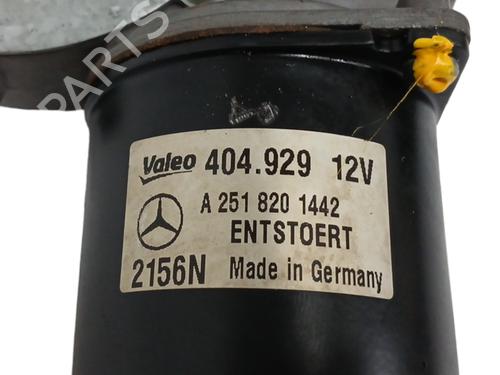 PARTS
Valeo 404.929 12V
A 251 820 1442
ENTSTOERT
2156N Made in Germany